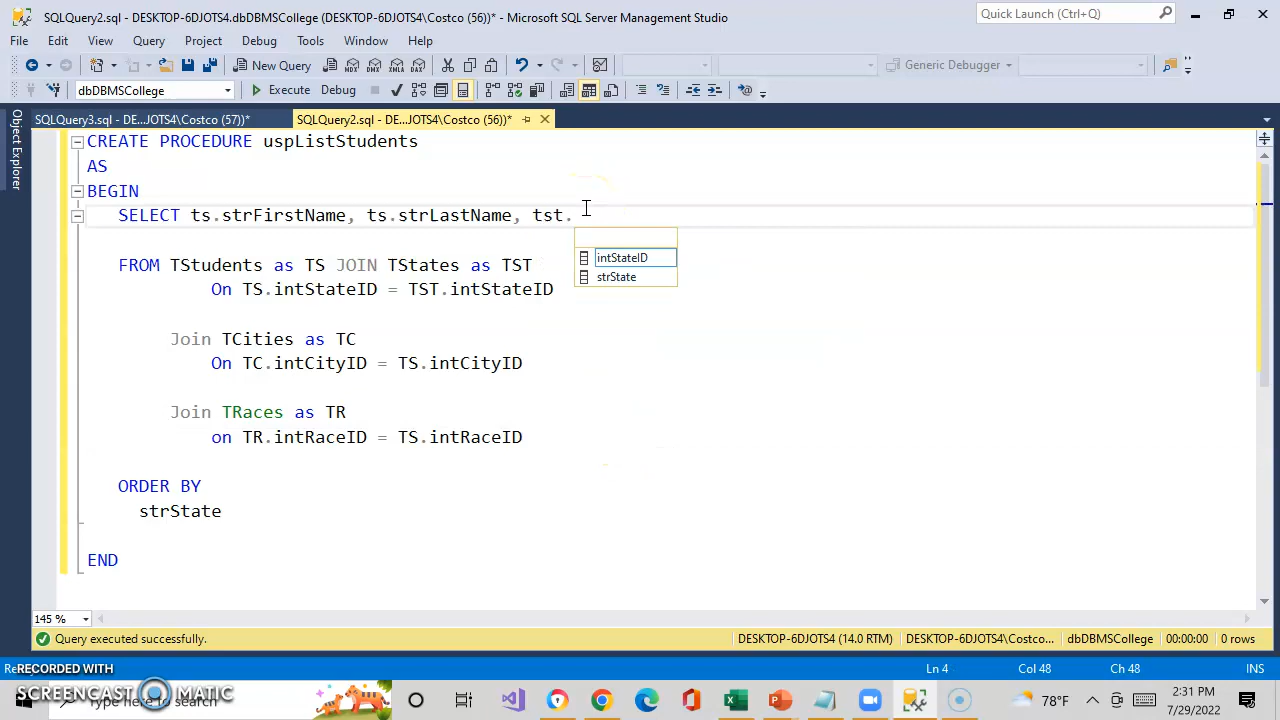 SQLQuery2.sql - DESKTOP-6DJOTS4.dbDBMSCollege (DESKTOP-6DJOTS4\Costco (56))* - Microsoft SQL Server Management Studio
Quick Launch (Ctrl+Q)
File Edit View Query Project Debug Tools Window Help
New Query
Generic Debugger
dbDBMSCollege
Execute Debug
SQLQuery3.sql - DE...JOTS4\Costco (57))*
SQLQuery2.sql - DE...JOTS4\Costco (56))*
Object Explorer
CREATE PROCEDURE uspListStudents
AS
BEGIN
SELECT ts.strFirstName, ts.strLastName, tst.
intStateID
strState
FROM TStudents as TS JOIN TStates as TST
On TS.intStateID = TST.intStateID
Join TCities as TC
On TC.intCityID = TS.intCityID
Join TRaces as TR
on TR.intRaceID = TS.intRaceID
ORDER BY
strState
END
145 %
Query executed successfully.
DESKTOP-6DJOTS4 (14.0 RTM) DESKTOP-6DJOTS4\Costco... dbDBMSCollege 00:00:00 0 rows
RECORDED WITH
Ln 4 Col 48 Ch 48 INS
SCREENCAST MATIC
Type here to search
78°F
2:31 PM
7/29/2022